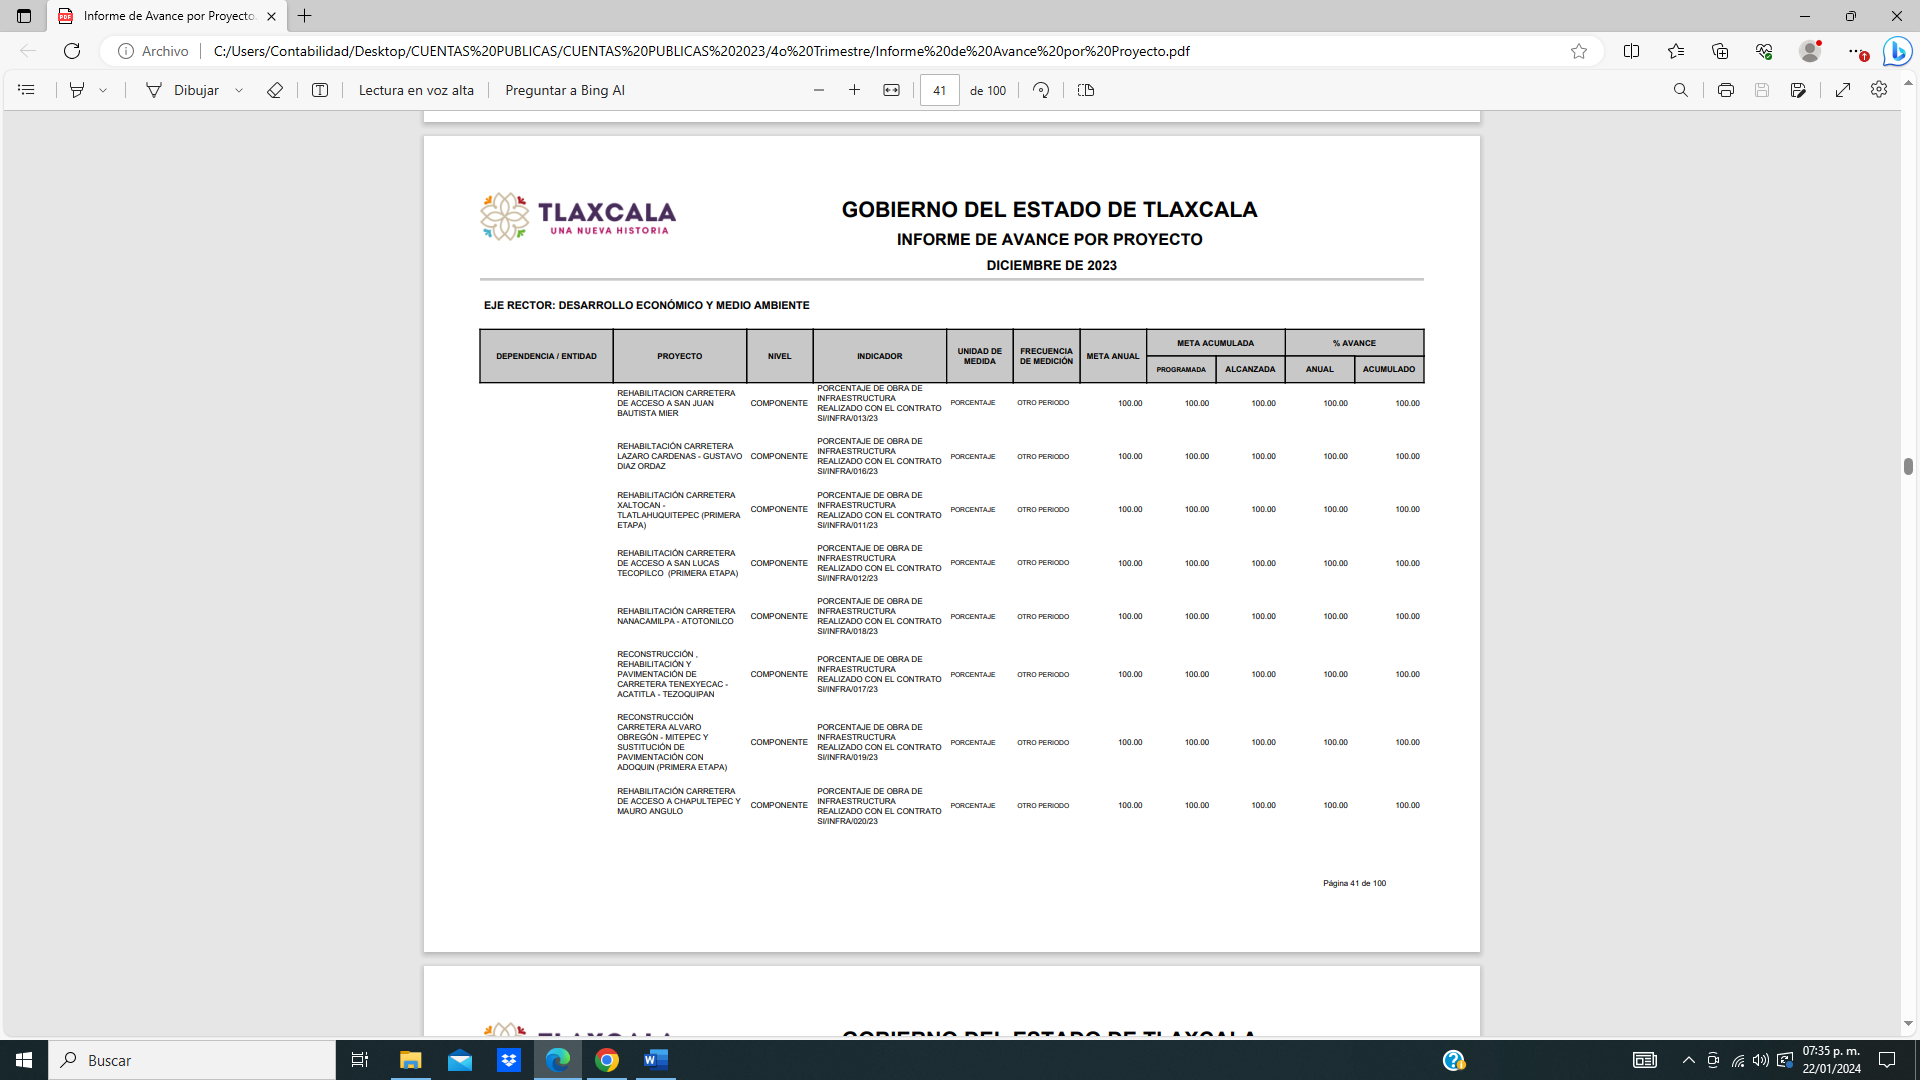 Informe de Avance por Proyecto.
Archivo
C:/Users/Contabilidad/Desktop/CUENTAS%20PUBLICAS/CUENTAS%20PUBLICAS%202023/4o%20Trimestre/Informe%20de%20Avance%20por%20Proyecto.pdf
Dibujar
Lectura en voz alta
Preguntar a Bing AI
41 de 100
TLAXCALA
UNA NUEVA HISTORIA
GOBIERNO DEL ESTADO DE TLAXCALA
INFORME DE AVANCE POR PROYECTO
DICIEMBRE DE 2023
EJE RECTOR: DESARROLLO ECONÓMICO Y MEDIO AMBIENTE
DEPENDENCIA / ENTIDAD
PROYECTO
NIVEL
INDICADOR
UNIDAD DE
MEDIDA
FRECUENCIA
DE MEDICIÓN
META ANUAL
META ACUMULADA
PROGRAMADA
ALCANZADA
% AVANCE
ANUAL
ACUMULADO
REHABILITACION CARRETERA
DE ACCESO A SAN JUAN
BAUTISTA MIER
COMPONENTE
PORCENTAJE DE OBRA DE
INFRAESTRUCTURA
REALIZADO CON EL CONTRATO
SI/INFRA/013/23
PORCENTAJE
OTRO PERIODO
100.00 100.00 100.00 100.00 100.00
REHABILTACIÓN CARRETERA
LAZARO CARDENAS - GUSTAVO
DIAZ ORDAZ
COMPONENTE
PORCENTAJE DE OBRA DE
INFRAESTRUCTURA
REALIZADO CON EL CONTRATO
SI/INFRA/016/23
PORCENTAJE
OTRO PERIODO
100.00 100.00 100.00 100.00 100.00
REHABILITACIÓN CARRETERA
XALTOCAN -
TLATLAHUQUITEPEC (PRIMERA
ETAPA)
COMPONENTE
PORCENTAJE DE OBRA DE
INFRAESTRUCTURA
REALIZADO CON EL CONTRATO
SI/INFRA/011/23
PORCENTAJE
OTRO PERIODO
100.00 100.00 100.00 100.00 100.00
REHABILITACIÓN CARRETERA
DE ACCESO A SAN LUCAS
TECOPILCO (PRIMERA ETAPA)
COMPONENTE
PORCENTAJE DE OBRA DE
INFRAESTRUCTURA
REALIZADO CON EL CONTRATO
SI/INFRA/012/23
PORCENTAJE
OTRO PERIODO
100.00 100.00 100.00 100.00 100.00
REHABILITACIÓN CARRETERA
NANACAMILPA - ATOTONILCO
COMPONENTE
PORCENTAJE DE OBRA DE
INFRAESTRUCTURA
REALIZADO CON EL CONTRATO
SI/INFRA/018/23
PORCENTAJE
OTRO PERIODO
100.00 100.00 100.00 100.00 100.00
RECONSTRUCCIÓN ,
REHABILITACIÓN Y
PAVIMENTACIÓN DE
CARRETERA TENEXYECAC -
ACATITLA - TEZOQUIPAN
COMPONENTE
PORCENTAJE DE OBRA DE
INFRAESTRUCTURA
REALIZADO CON EL CONTRATO
SI/INFRA/017/23
PORCENTAJE
OTRO PERIODO
100.00 100.00 100.00 100.00 100.00
RECONSTRUCCIÓN
CARRETERA ALVARO
OBREGÓN - MITEPEC Y
SUSTITUCIÓN DE
PAVIMENTACIÓN CON
ADOQUIN (PRIMERA ETAPA)
COMPONENTE
PORCENTAJE DE OBRA DE
INFRAESTRUCTURA
REALIZADO CON EL CONTRATO
SI/INFRA/019/23
PORCENTAJE
OTRO PERIODO
100.00 100.00 100.00 100.00 100.00
REHABILITACIÓN CARRETERA
DE ACCESO A CHAPULTEPEC Y
MAURO ANGULO
COMPONENTE
PORCENTAJE DE OBRA DE
INFRAESTRUCTURA
REALIZADO CON EL CONTRATO
SI/INFRA/020/23
PORCENTAJE
OTRO PERIODO
100.00 100.00 100.00 100.00 100.00
Página 41 de 100
TLAXCALA
GOBIERNO DEL ESTADO DE TLAXCALA
Buscar
07:35 p. m.
22/01/2024